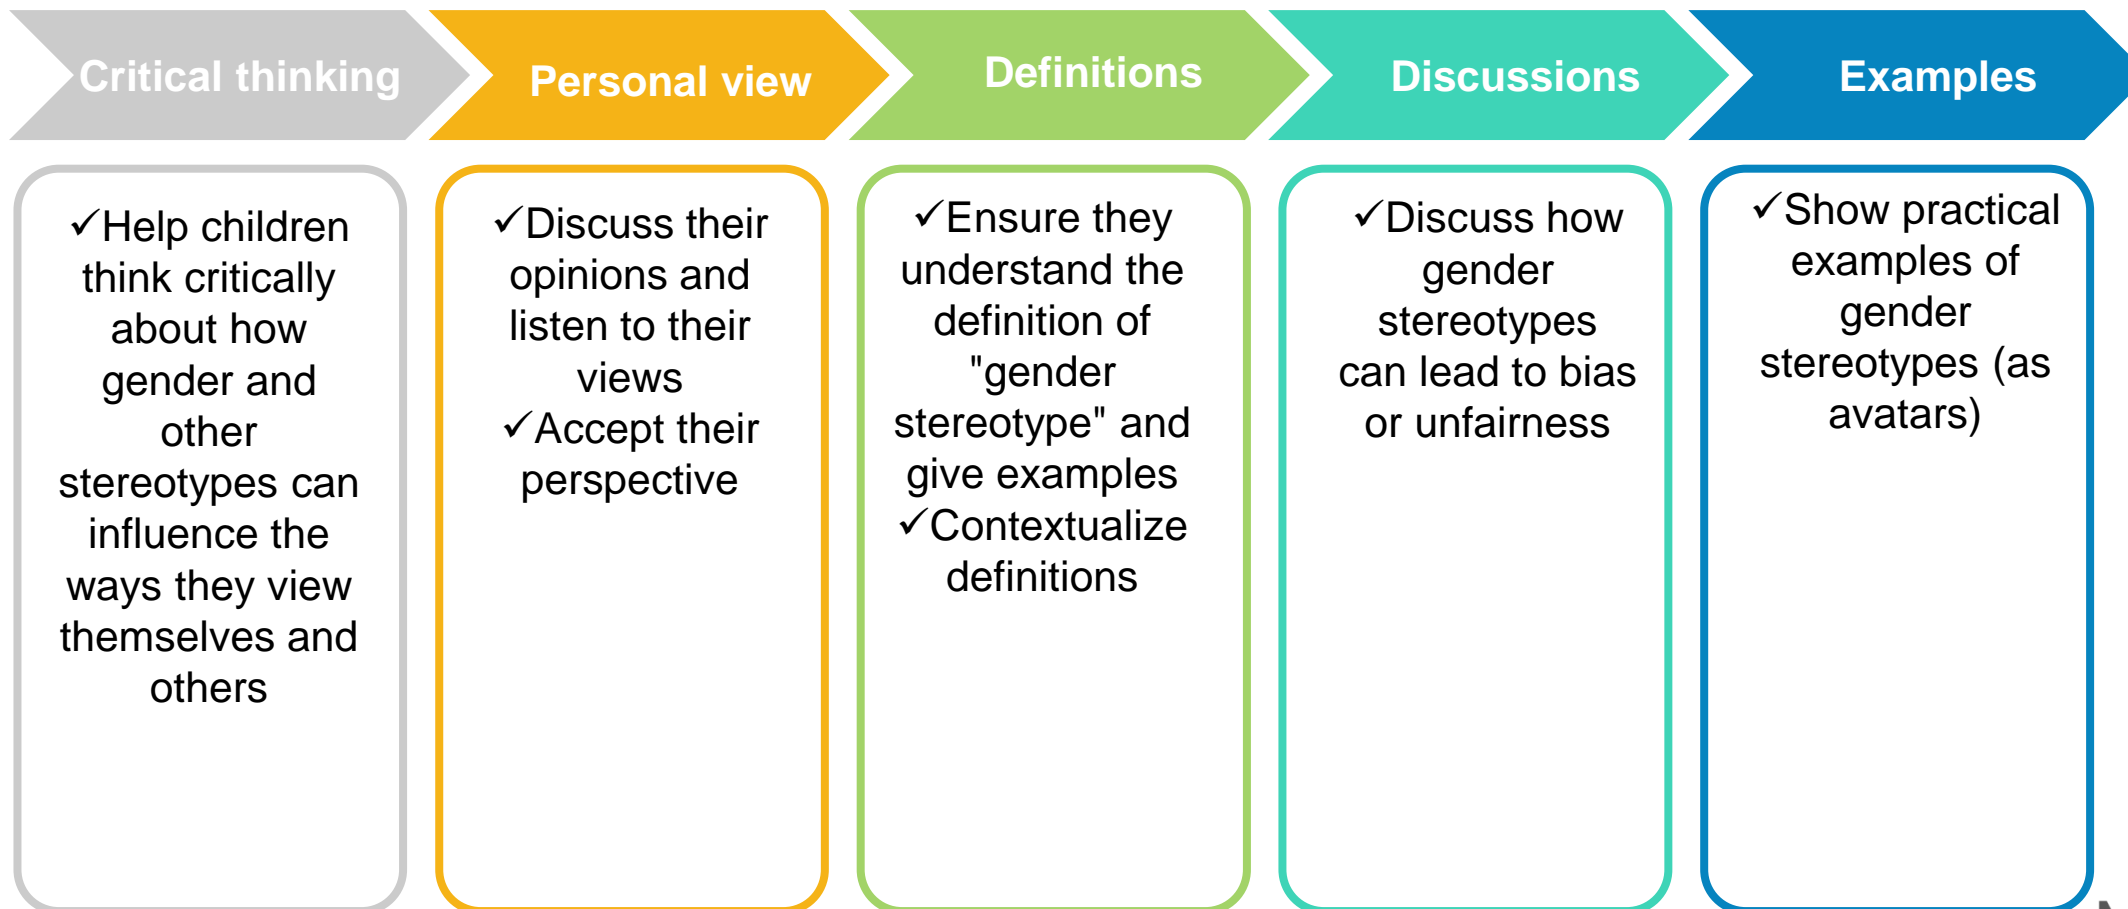 Critical thinking
Personal view
Definitions
Discussions
Examples
✓Help children
think critically
about how
gender and
other
stereotypes can
influence the
ways they view
themselves and
others
✓Discuss their
opinions and
listen to their
views
✓Accept their
perspective
✓Ensure they
understand the
definition of
"gender
stereotype" and
give examples
✓Contextualize
definitions
✓Discuss how
gender
stereotypes
can lead to bias
or unfairness
✓Show practical
examples of
gender
stereotypes (as
avatars)